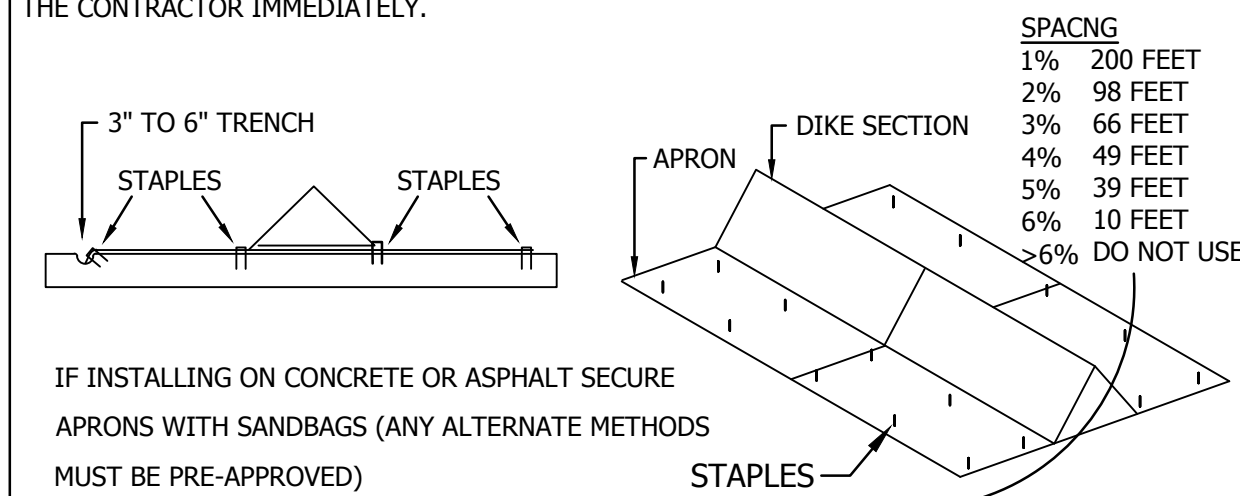 THE CONTRACTOR IMMEDIATELY.
SPACNG
1% 200 FEET
2% 98 FEET
3% 66 FEET
4% 49 FEET
5% 39 FEET
6% 10 FEET
>6% DO NOT USE
3" TO 6" TRENCH
STAPLES
STAPLES
DIKE SECTION
APRON
IF INSTALLING ON CONCRETE OR ASPHALT SECURE
APRONS WITH SANDBAGS (ANY ALTERNATE METHODS
MUST BE PRE-APPROVED)
STAPLES